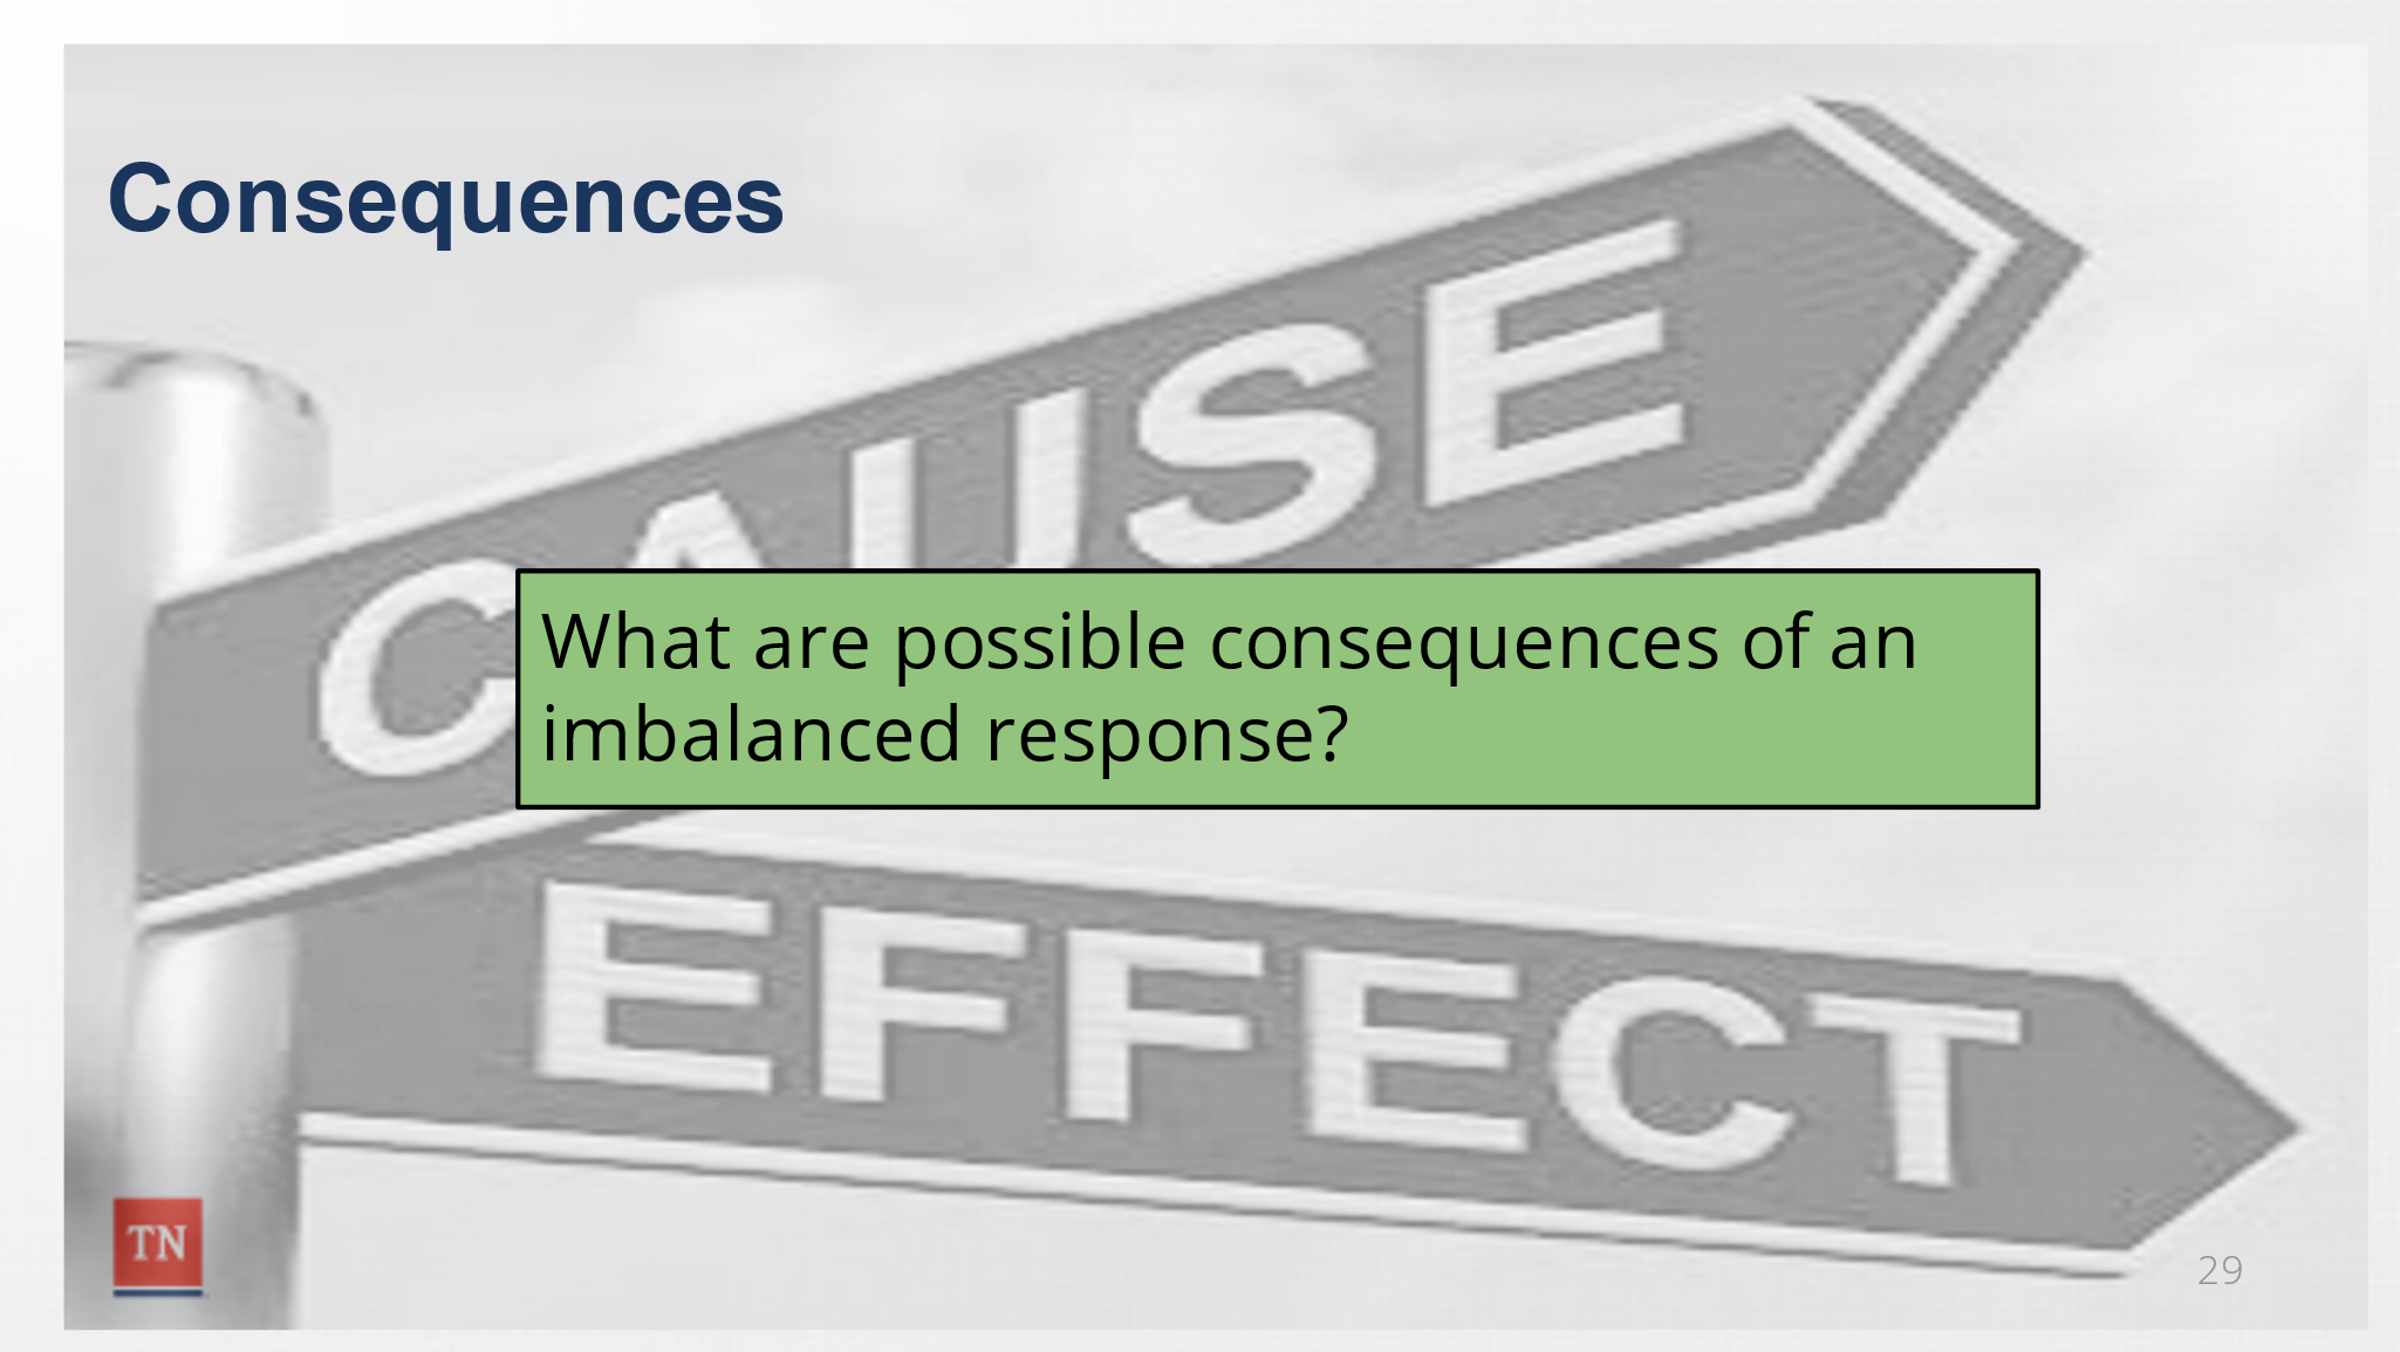 Consequences
CAUSE
What are possible consequences of an
imbalanced response?
EFFECT
TN
29